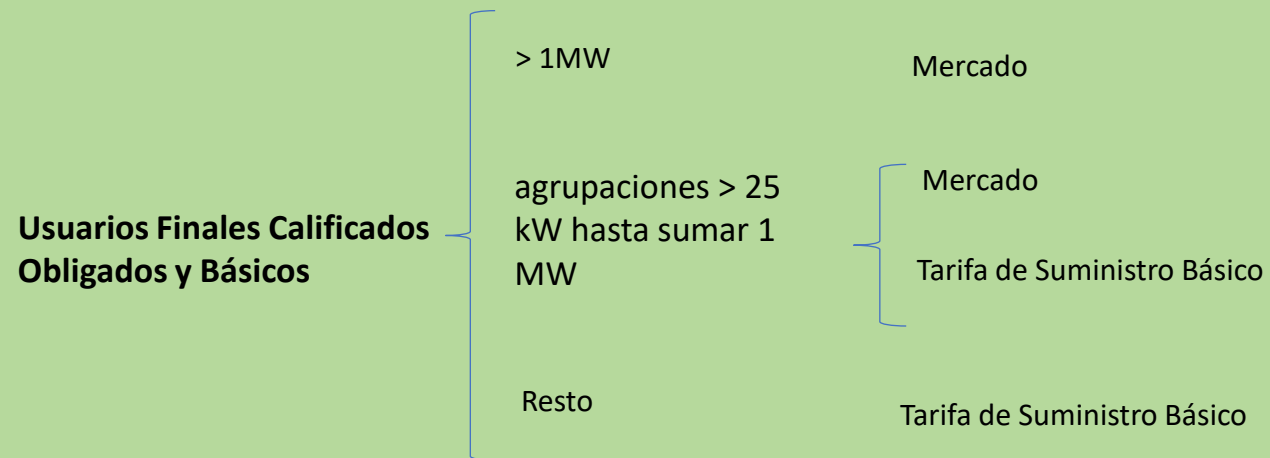 > 1MW
Mercado
Usuarios Finales Calificados
Obligados y Básicos
agrupaciones > 25
kW hasta sumar 1
MW
Mercado
Tarifa de Suministro Básico
Resto
Tarifa de Suministro Básico